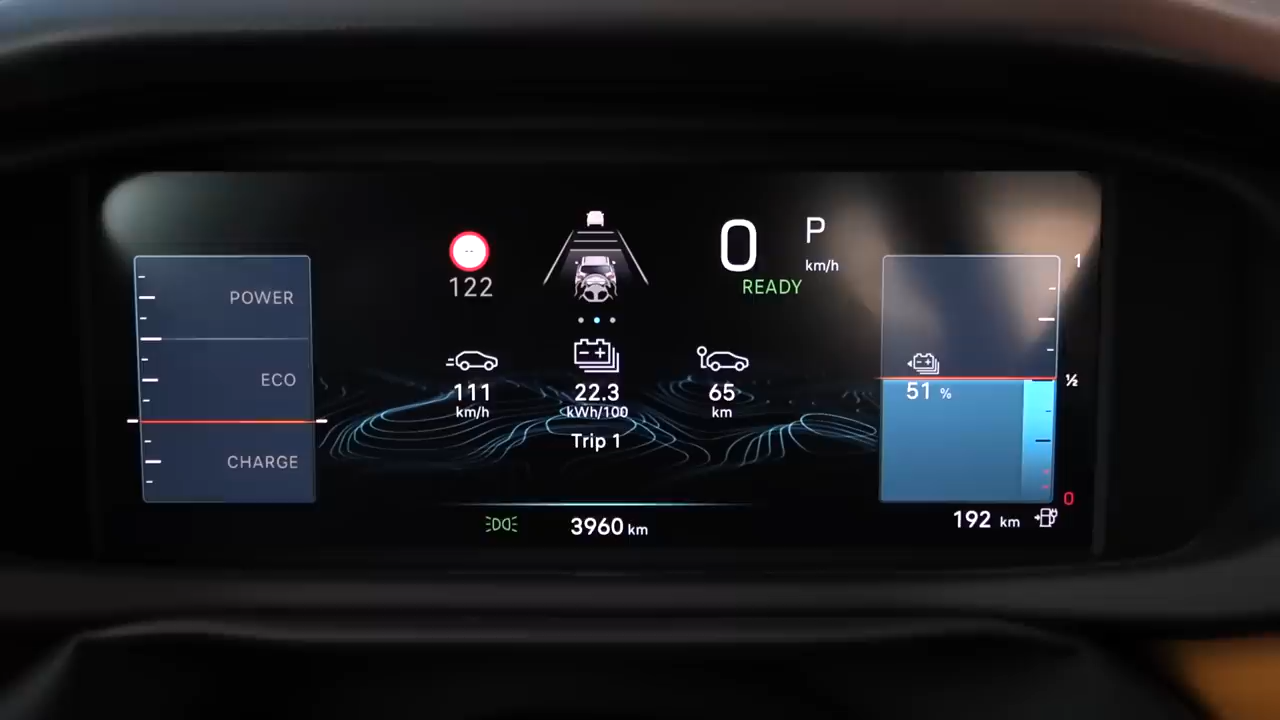 0 P
km/h
122
READY
POWER
ECO
CHARGE
111
km/h
22.3
kWh/100
65
km
Trip 1
3960 km
1
½
0
51 %
192 km